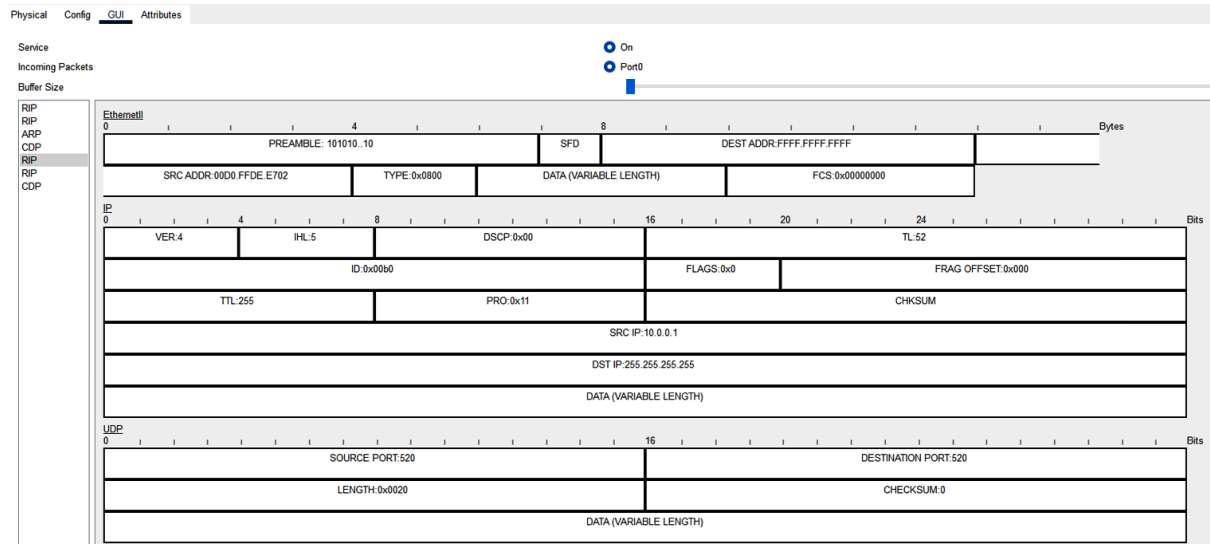 Physical Config GUI Attributes
Service On
Incoming Packets Port0
Buffer Size
RIP
RIP
ARP
CDP
RIP
RIP
CDP
EthernetII
0 4 8 Bytes
PREAMBLE: 101010..10 SFD DEST ADDR:FFFF.FFFF.FFFF
SRC ADDR:00D0.FFDE.E702 TYPE:0x0800 DATA (VARIABLE LENGTH) FCS:0x00000000
IP
0 4 8 16 20 24 Bits
VER:4 IHL:5 DSCP:0x00 TL:52
ID:0x00b0 FLAGS:0x0 FRAG OFFSET:0x000
TTL:255 PRO:0x11 CHKSUM
SRC IP:10.0.0.1
DST IP:255.255.255.255
DATA (VARIABLE LENGTH)
UDP
0 16 Bits
SOURCE PORT:520 DESTINATION PORT:520
LENGTH:0x0020 CHECKSUM:0
DATA (VARIABLE LENGTH)